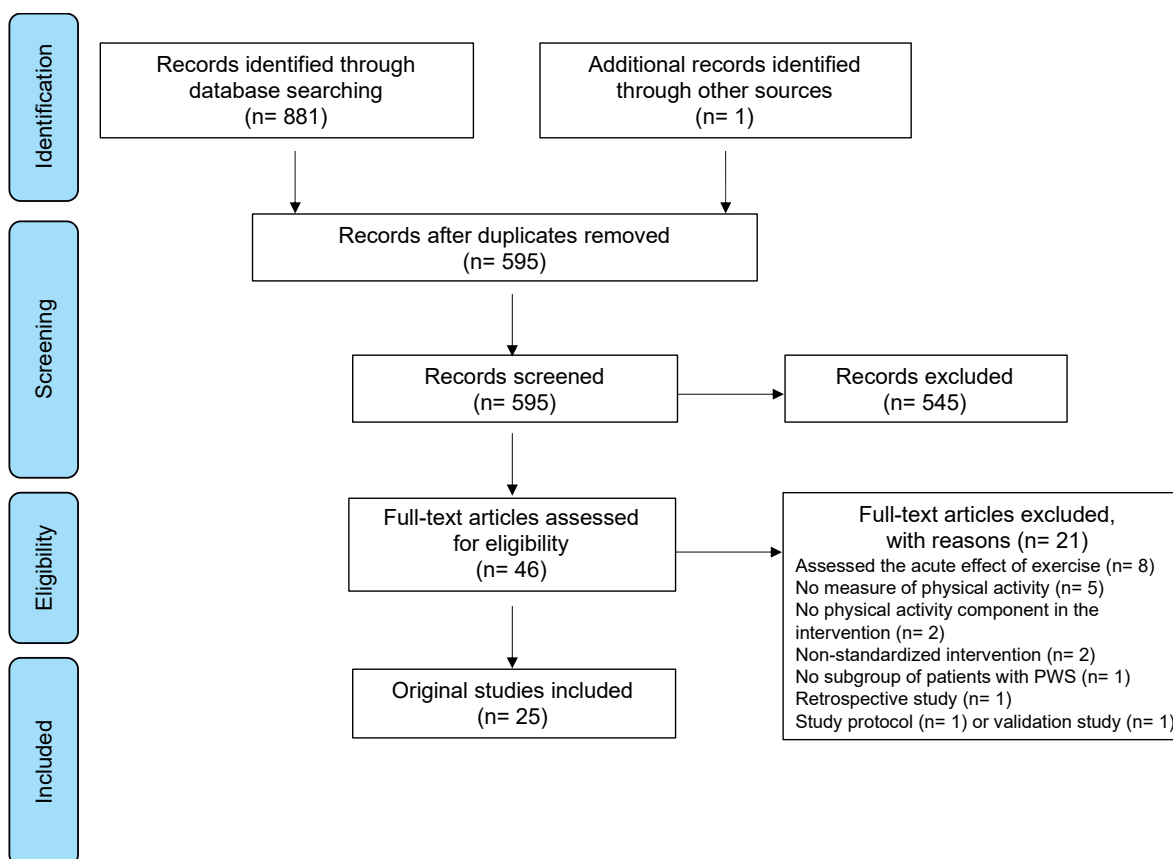 Identification
Records identified through
database searching
(n= 881)
Additional records identified
through other sources
(n= 1)
Screening
Records after duplicates removed
(n= 595)
Records screened
(n= 595)
Records excluded
(n= 545)
Eligibility
Full-text articles assessed
for eligibility
(n= 46)
Full-text articles excluded,
with reasons (n= 21)
Assessed the acute effect of exercise (n= 8)
No measure of physical activity (n= 5)
No physical activity component in the
intervention (n= 2)
Non-standardized intervention (n= 2)
No subgroup of patients with PWS (n= 1)
Retrospective study (n= 1)
Study protocol (n= 1) or validation study (n= 1)
Included
Original studies included
(n= 25)